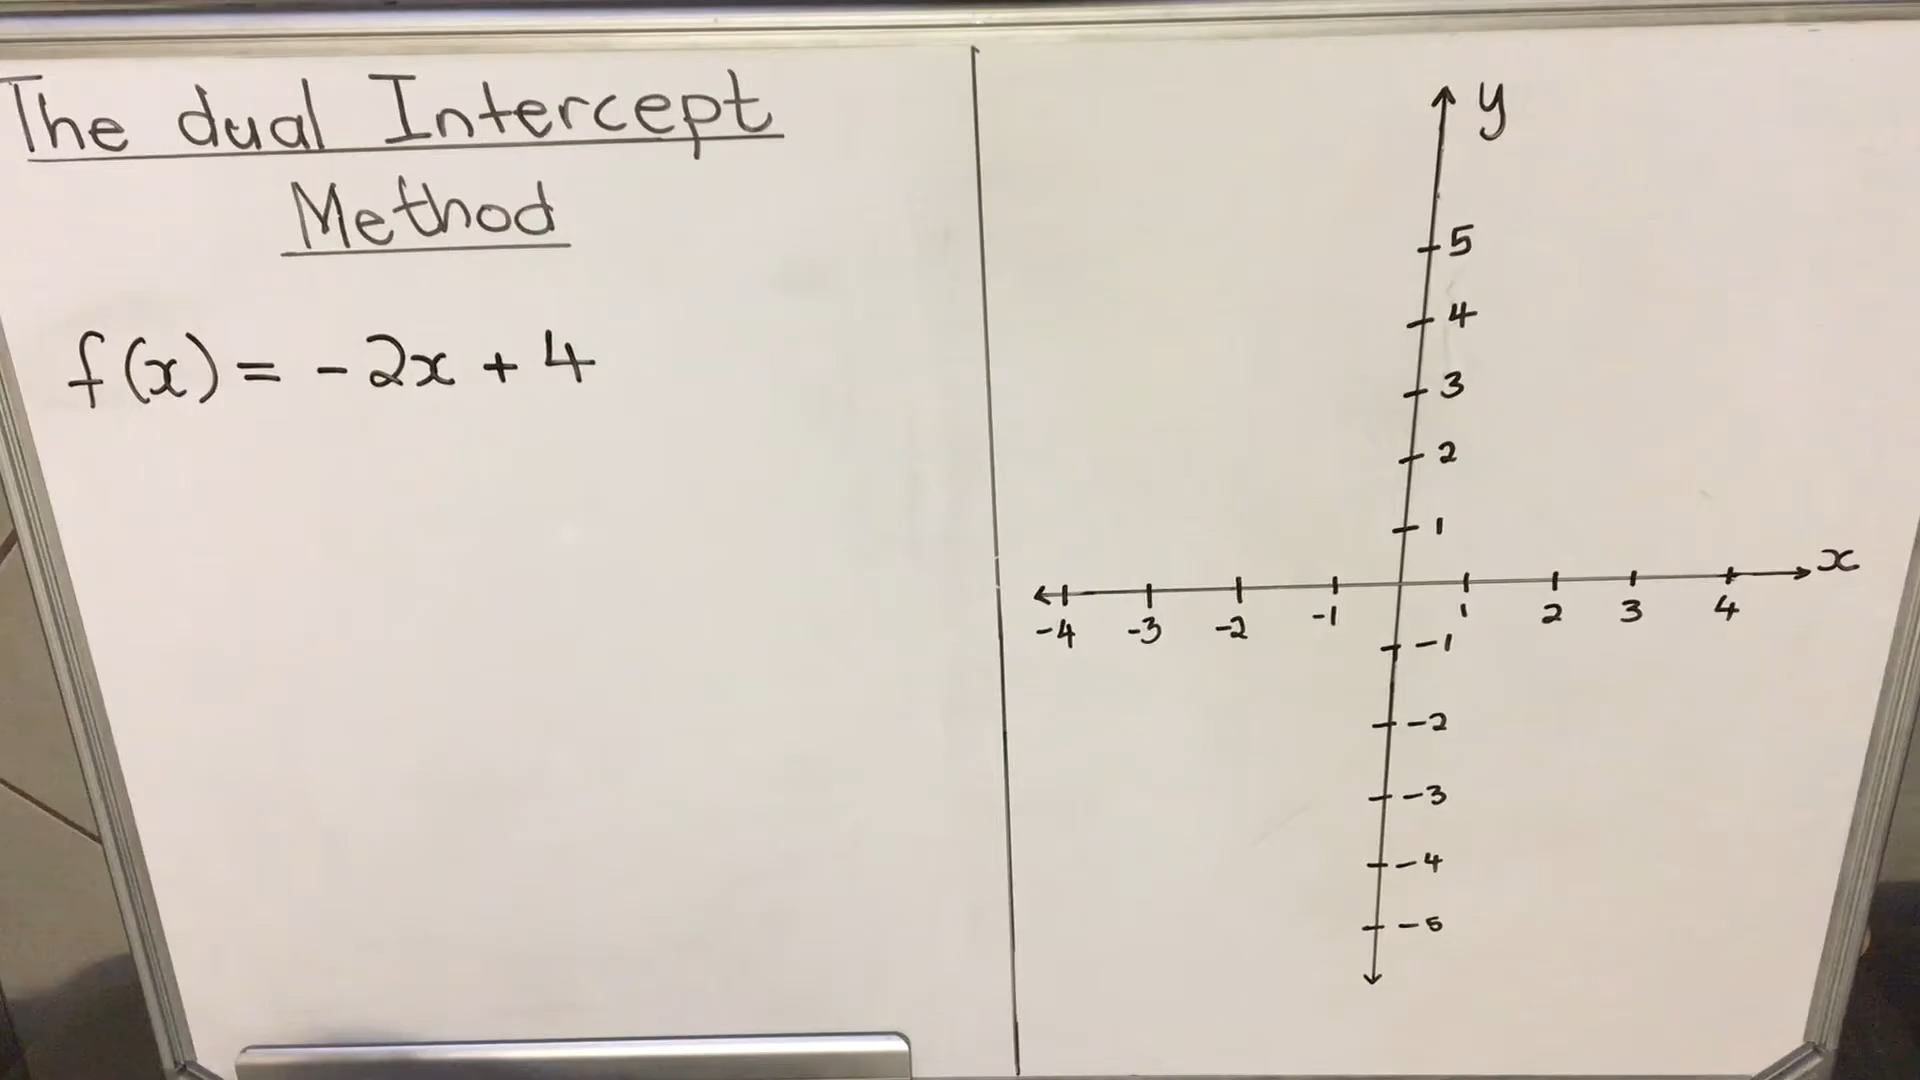 The dual Intercept
Method
f(x) = -2x + 4
y
5
4
3
2
1
x
-4 -3 -2 -1 1 2 3 4
-1
-2
-3
-4
-5